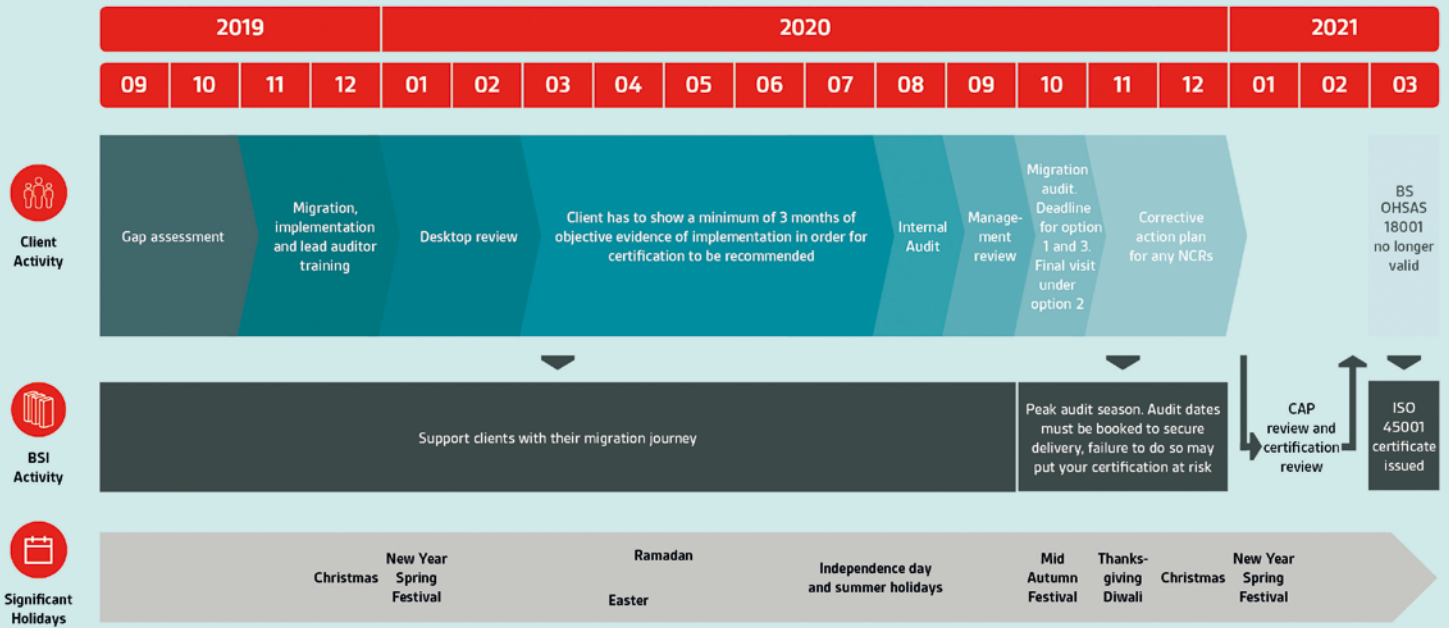 2019
2020
2021
09
10
11
12
01
02
03
04
05
06
07
08
09
10
11
12
01
02
03
Client
Activity
Gap assessment
Migration,
implementation
and lead auditor
training
Desktop review
Client has to show a minimum of 3 months of
objective evidence of implementation in order for
certification to be recommended
Internal
Audit
Manage-
ment
review
Migration
audit.
Deadline
for option
1 and 3.
Final visit
under
option 2
Corrective
action plan
for any NCRs
BS
OHSAS
18001
no longer
valid
BSI
Activity
Support clients with their migration journey
Peak audit season. Audit dates
must be booked to secure
delivery, failure to do so may
put your certification at risk
CAP
review and
certification
review
ISO
45001
certificate
issued
Significant
Holidays
Christmas
New Year
Spring
Festival
Ramadan
Easter
Independence day
and summer holidays
Mid
Autumn
Festival
Thanks-
giving
Diwali
Christmas
New Year
Spring
Festival